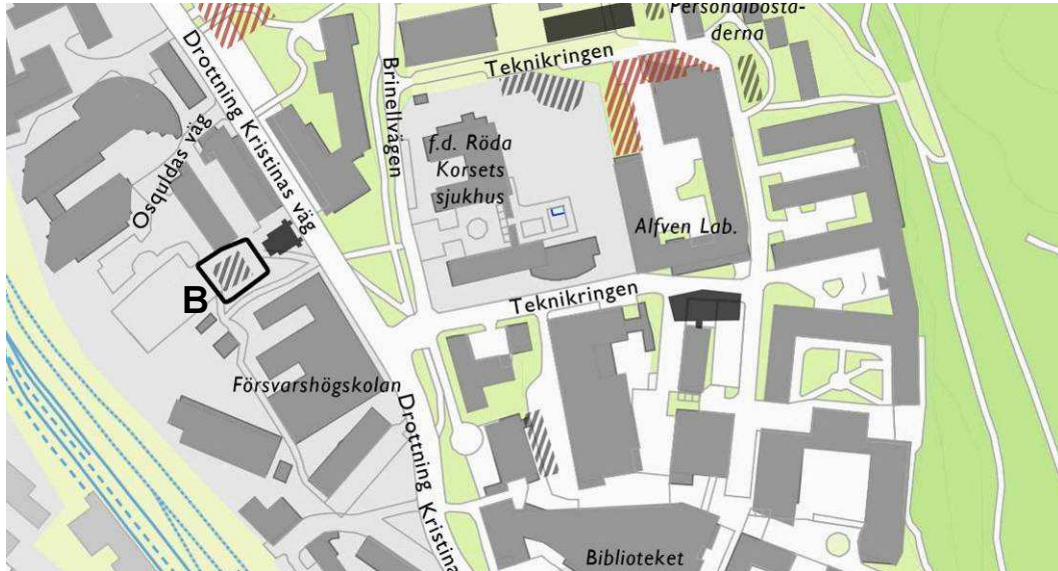 Personalbostä-
derna
Teknikringen
Drottning Kristinas väg
Brinellvägen
Osquldas väg
f.d. Röda
Korsets
sjukhus
Alfven Lab.
B
Teknikringen
Försvarshögskolan
Drottning Kristina
Biblioteket